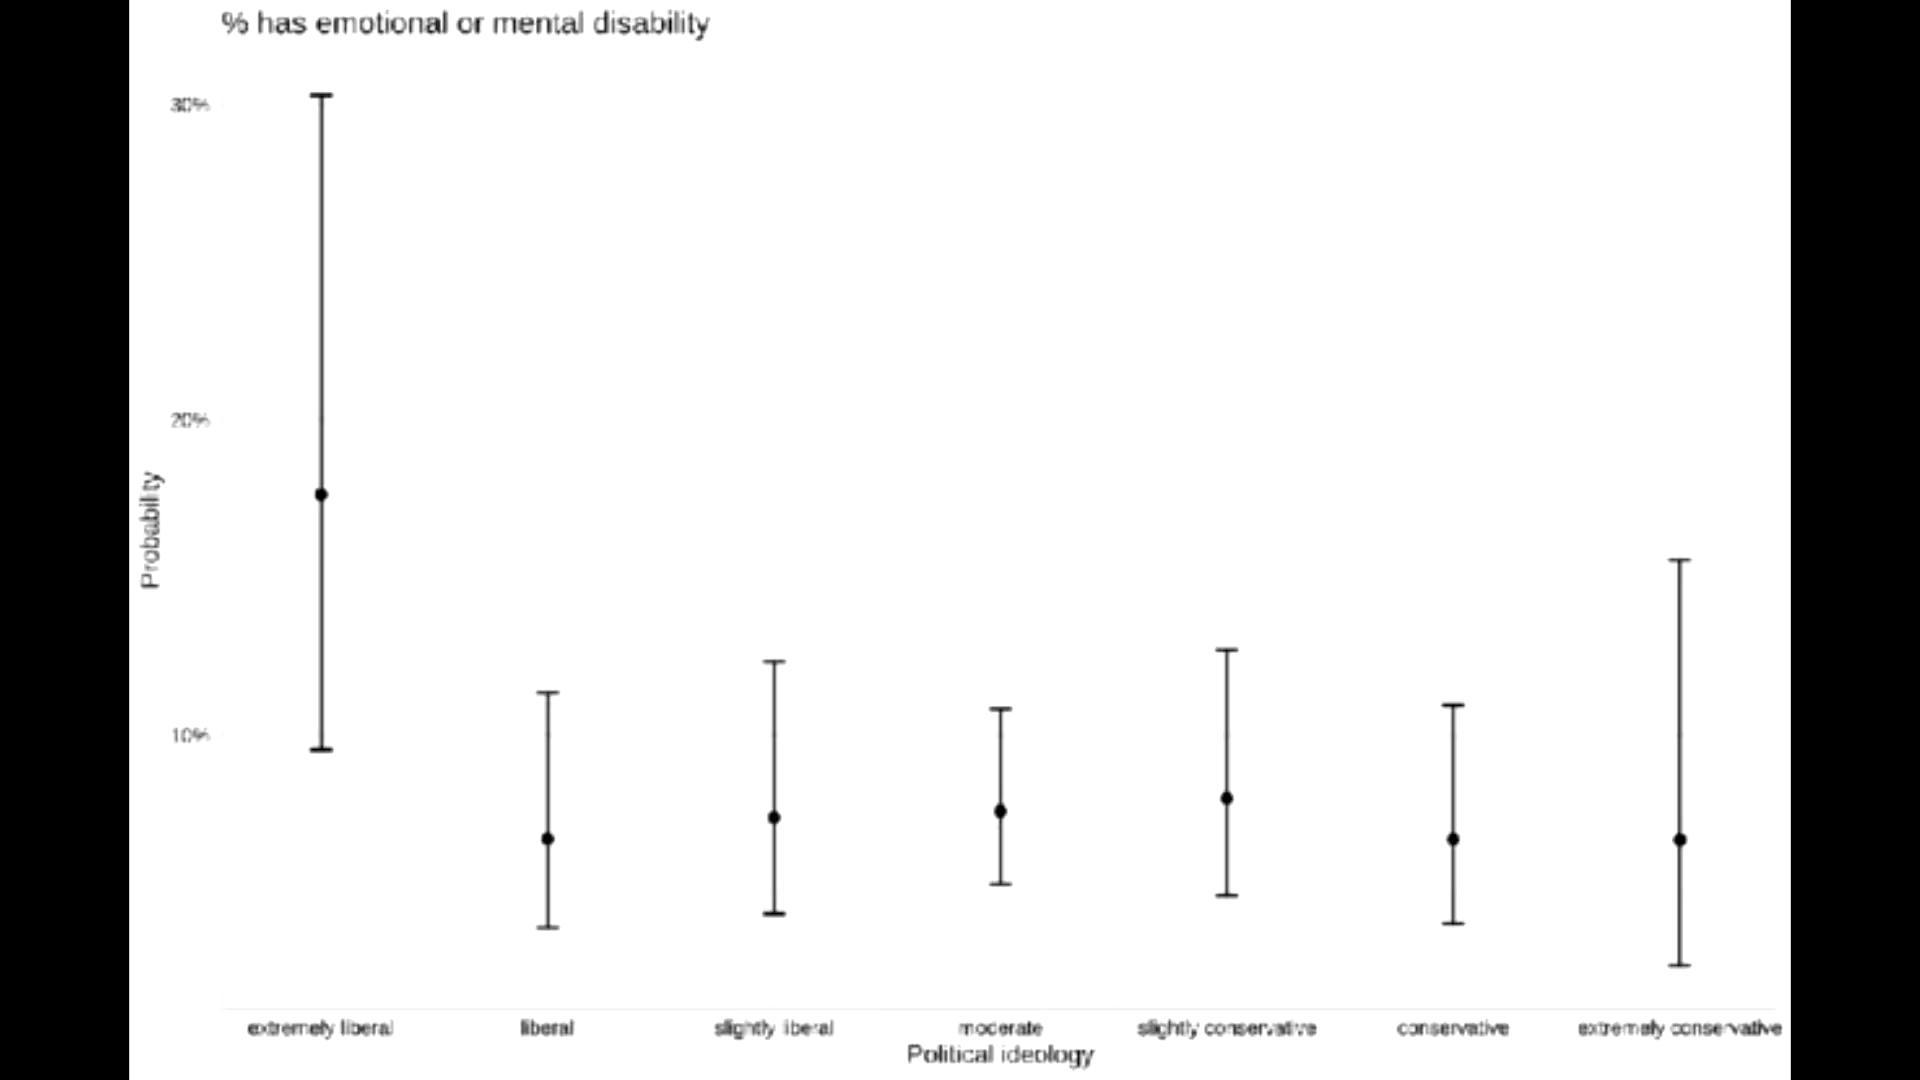 % has emotional or mental disability
30%
20%
10%
Probability
extremely liberal
liberal
slightly liberal
moderate
slightly conservative
conservative
extremely conservative
Political ideology